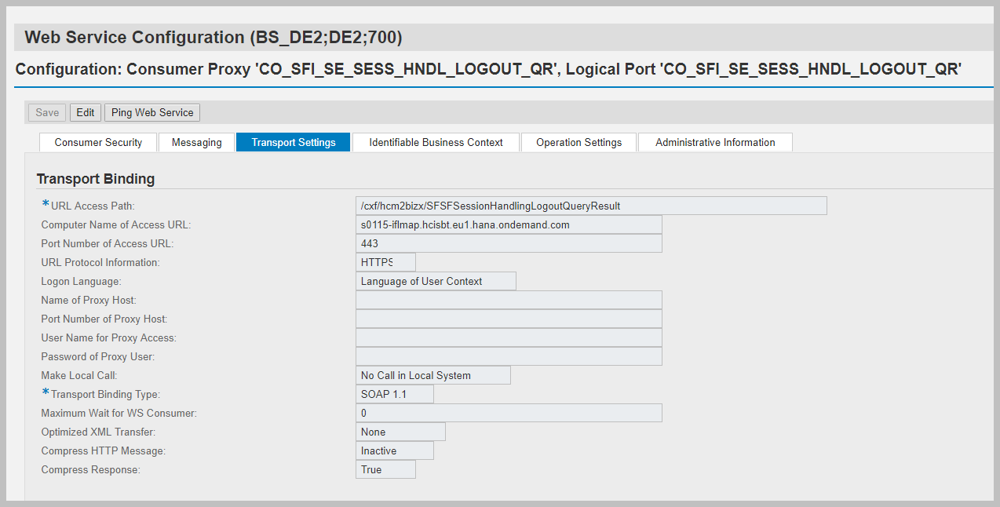 Web Service Configuration (BS_DE2;DE2;700)
Configuration: Consumer Proxy 'CO_SFI_SE_SESS_HNDL_LOGOUT_QR', Logical Port 'CO_SFI_SE_SESS_HNDL_LOGOUT_QR'
Save Edit Ping Web Service
Consumer Security Messaging Transport Settings Identifiable Business Context Operation Settings Administrative Information
Transport Binding
* URL Access Path: /cxf/hcm2bizx/SFSFSessionHandlingLogoutQueryResult
Computer Name of Access URL: s0115-iflmap.hcisbt.eu1.hana.ondemand.com
Port Number of Access URL: 443
URL Protocol Information: HTTPS
Logon Language: Language of User Context
Name of Proxy Host:
Port Number of Proxy Host:
User Name for Proxy Access:
Password of Proxy User:
Make Local Call: No Call in Local System
* Transport Binding Type: SOAP 1.1
Maximum Wait for WS Consumer: 0
Optimized XML Transfer: None
Compress HTTP Message: Inactive
Compress Response: True